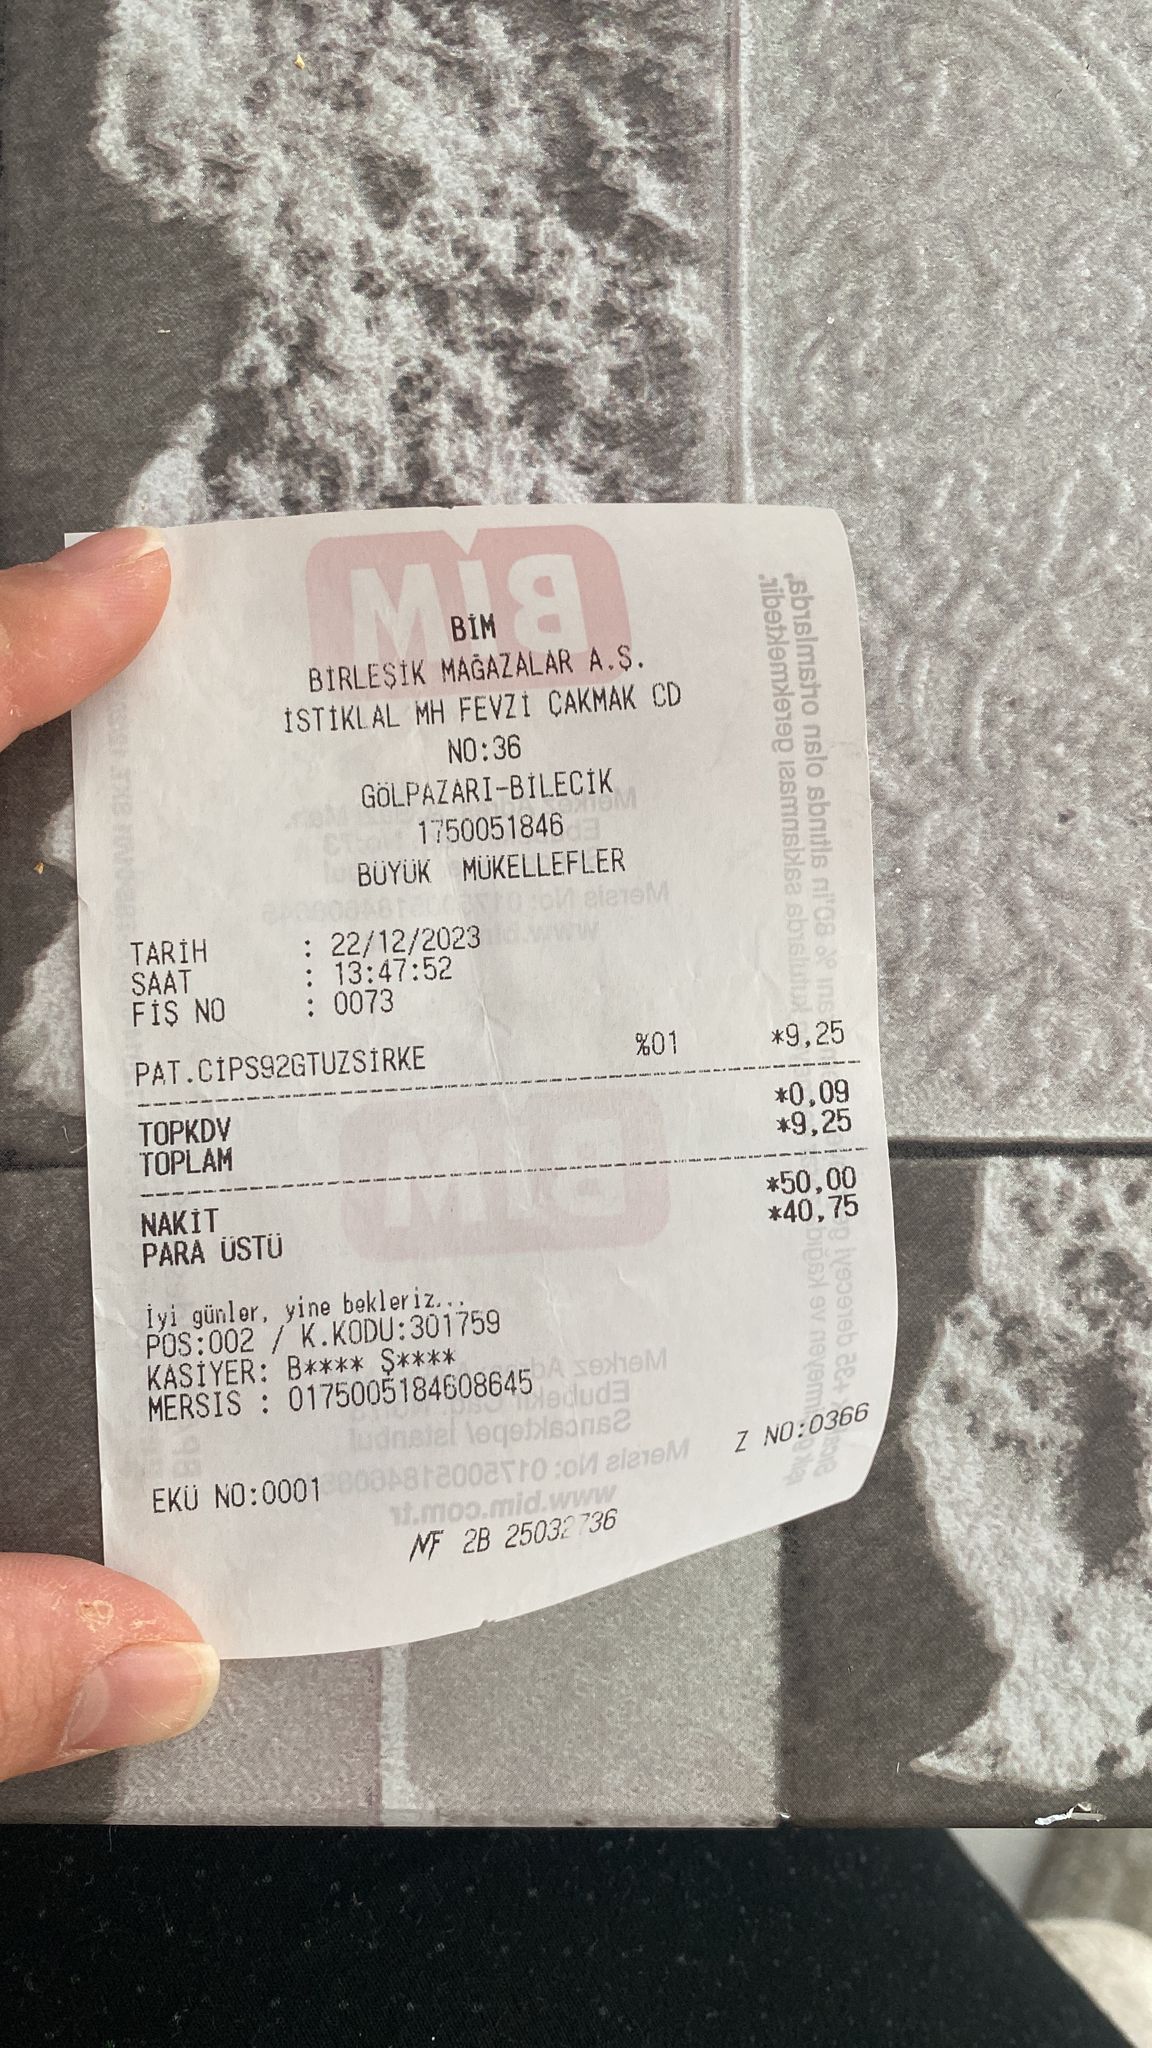 BİM
BİRLEŞİK MAĞAZALAR A.Ş.
İSTİKLAL MH FEVZİ ÇAKMAK CD
NO:36
GÖLPAZARI-BİLECİK
1750051846
BÜYÜK MÜKELLEFLER
TARİH : 22/12/2023
SAAT : 13:47:52
FİŞ NO : 0073
PAT.CİPS92GTUZSİRKE %01 *9,25
TOPKDV *0,09
TOPLAM *9,25
NAKİT *50,00
PARA ÜSTÜ *40,75
İyi günler, yine bekleriz...
POS:002 / K.KODU:301759
KASİYER: B**** Ş****
MERSIS : 0175005184608645
Z NO:0366
EKÜ NO:0001
NF 2B 25032736